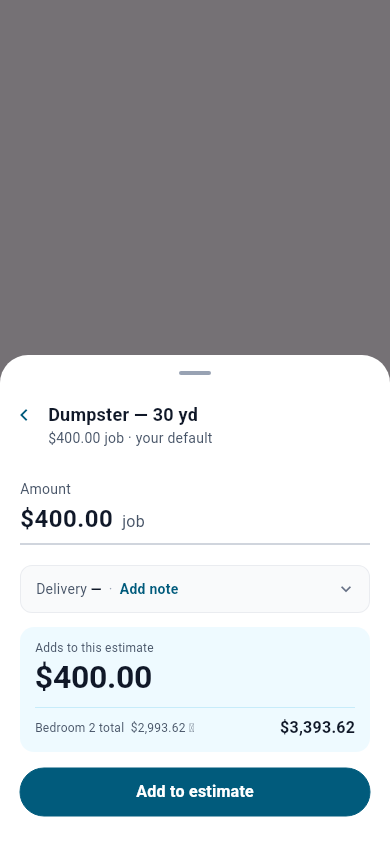 Dumpster — 30 yd
$400.00 job · your default
Amount
$400.00 job
Delivery — · Add note
Adds to this estimate
$400.00
Bedroom 2 total $2,993.62 $3,393.62
Add to estimate